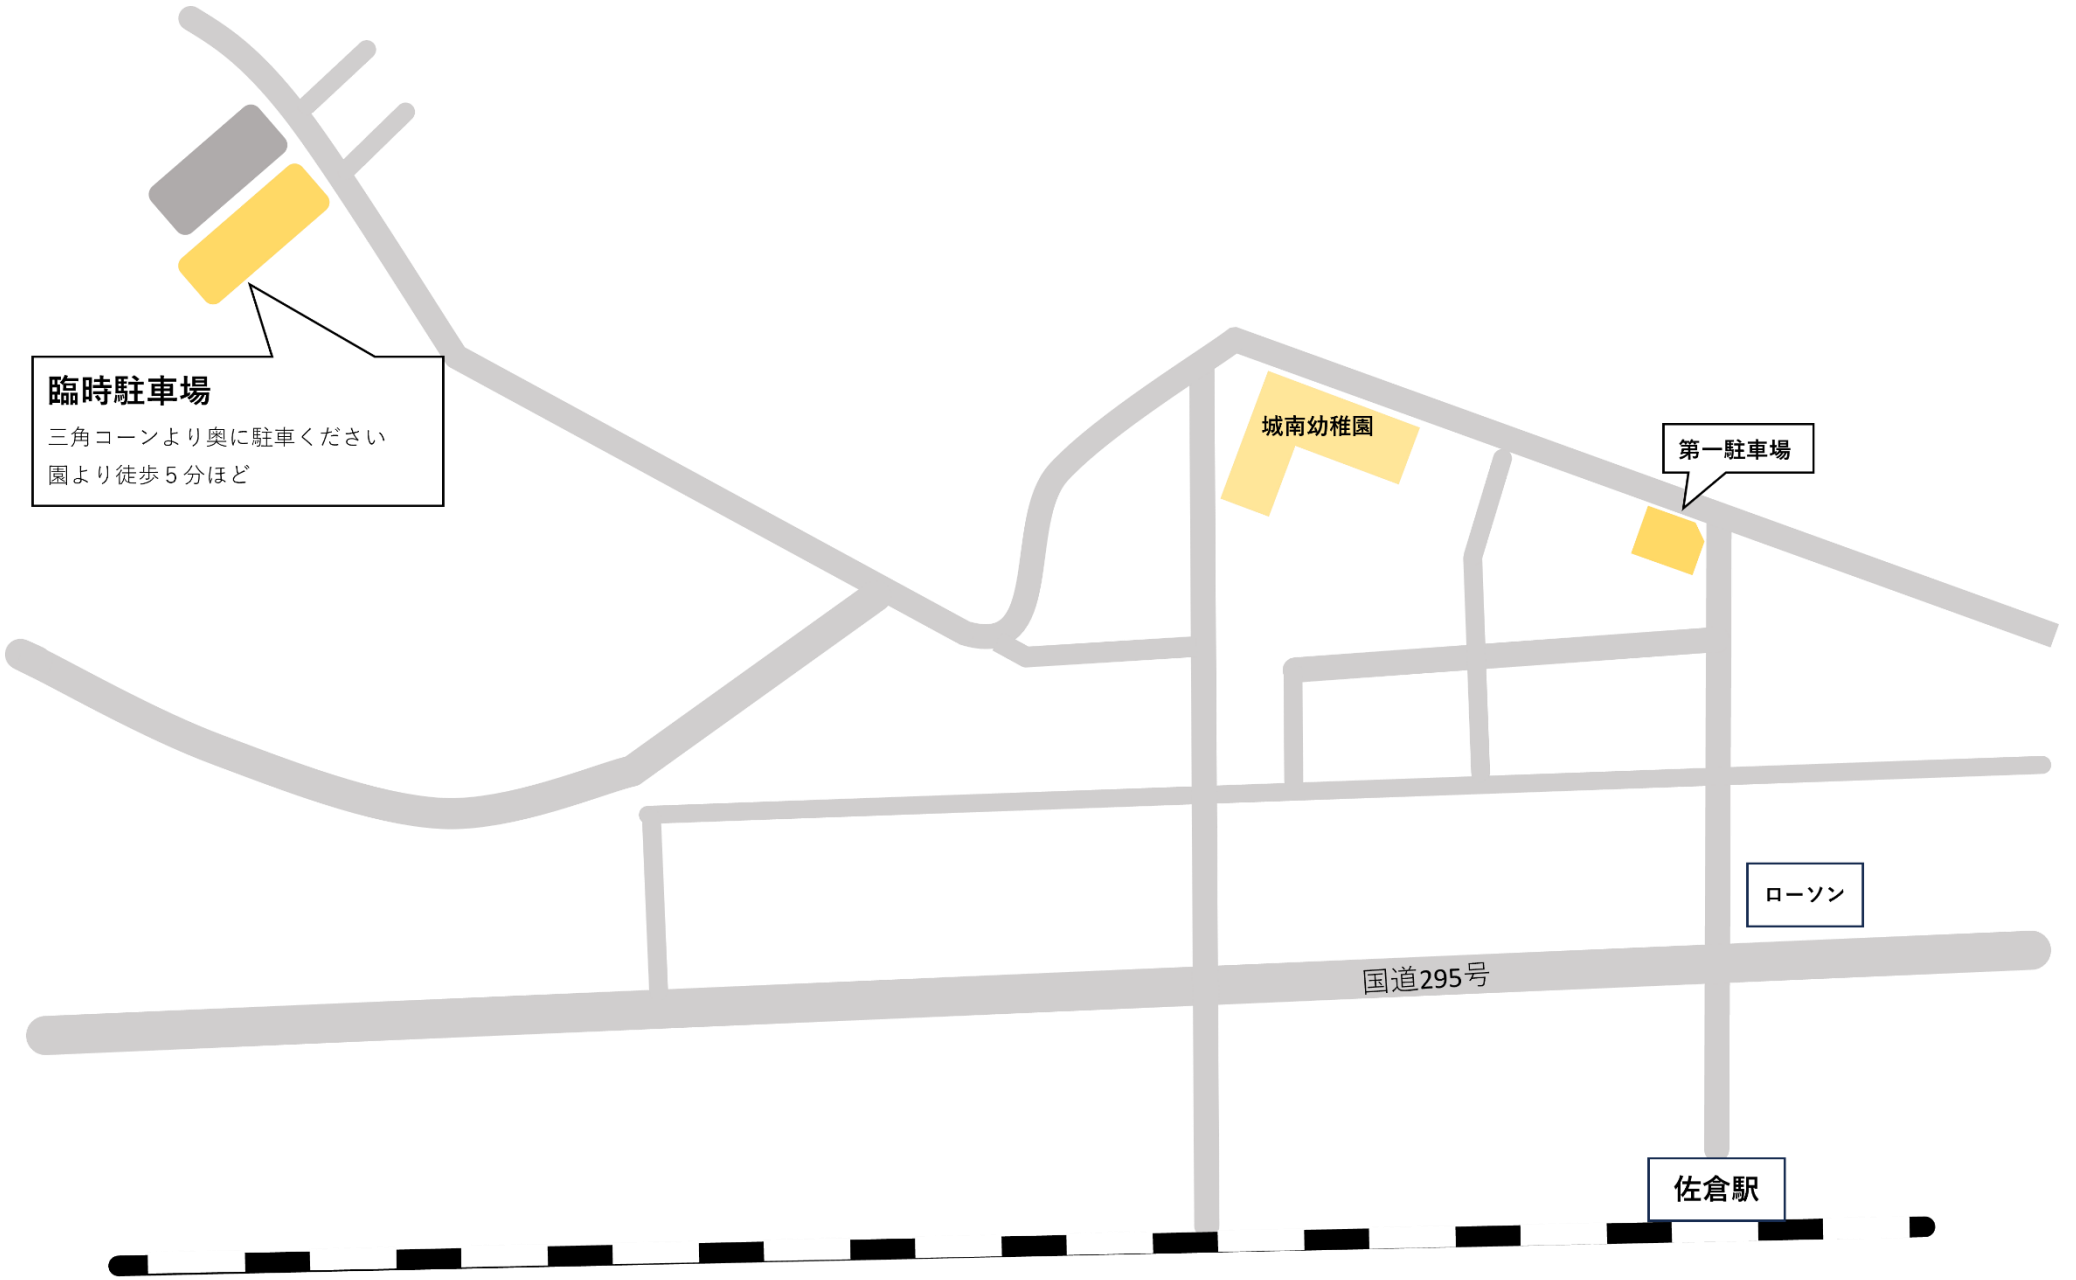 臨時駐車場
三角コーンより奥に駐車ください
園より徒歩５分ほど
城南幼稚園
第一駐車場
ローソン
国道295号
佐倉駅